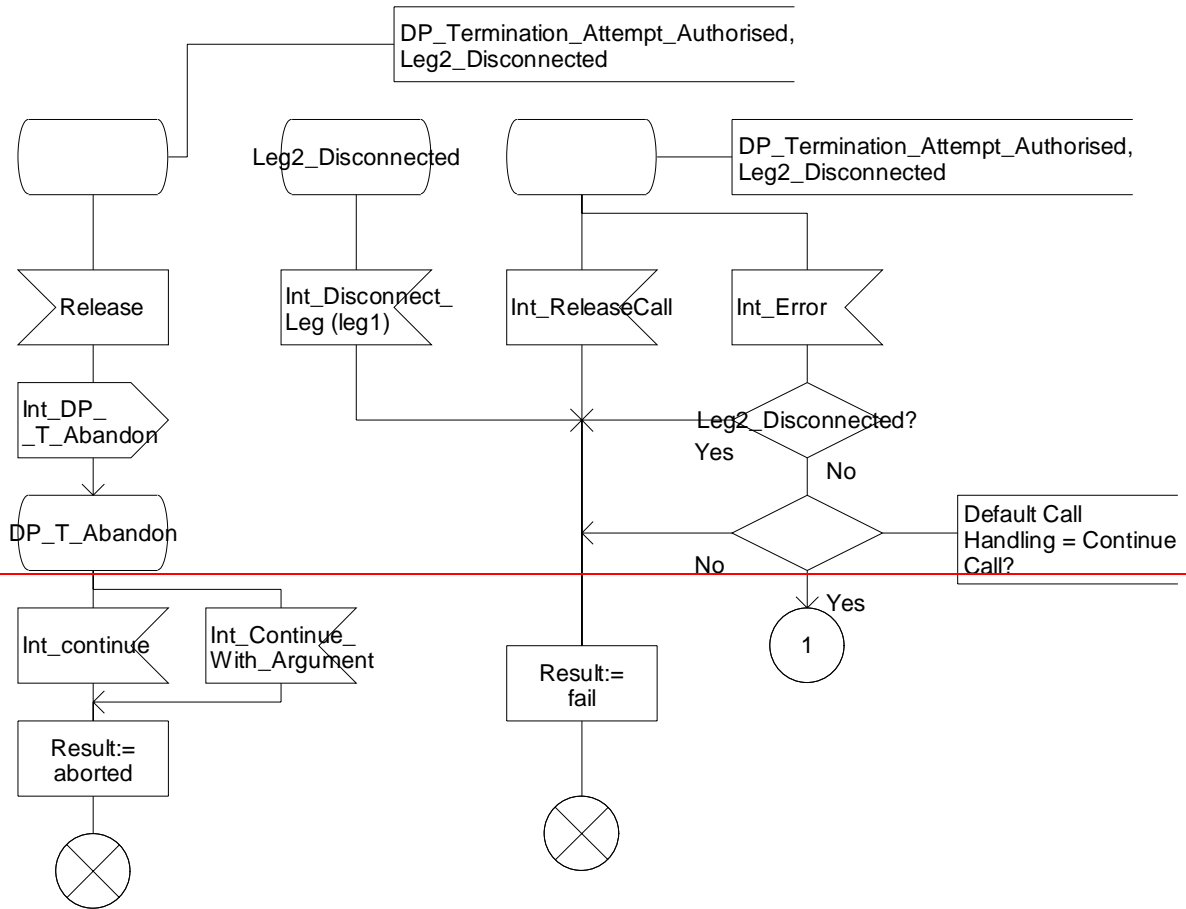 DP_Termination_Attempt_Authorised,
Leg2_Disconnected
Leg2_Disconnected
DP_Termination_Attempt_Authorised,
Leg2_Disconnected
Release
Int_Disconnect_
Leg (leg1)
Int_ReleaseCall
Int_Error
Int_DP_
_T_Abandon
Leg2_Disconnected?
Yes
No
DP_T_Abandon
Default Call
Handling = Continue
Call?
No
Yes
Int_continue
Int_Continue_
With_Argument
1
Result:=
fail
Result:=
aborted